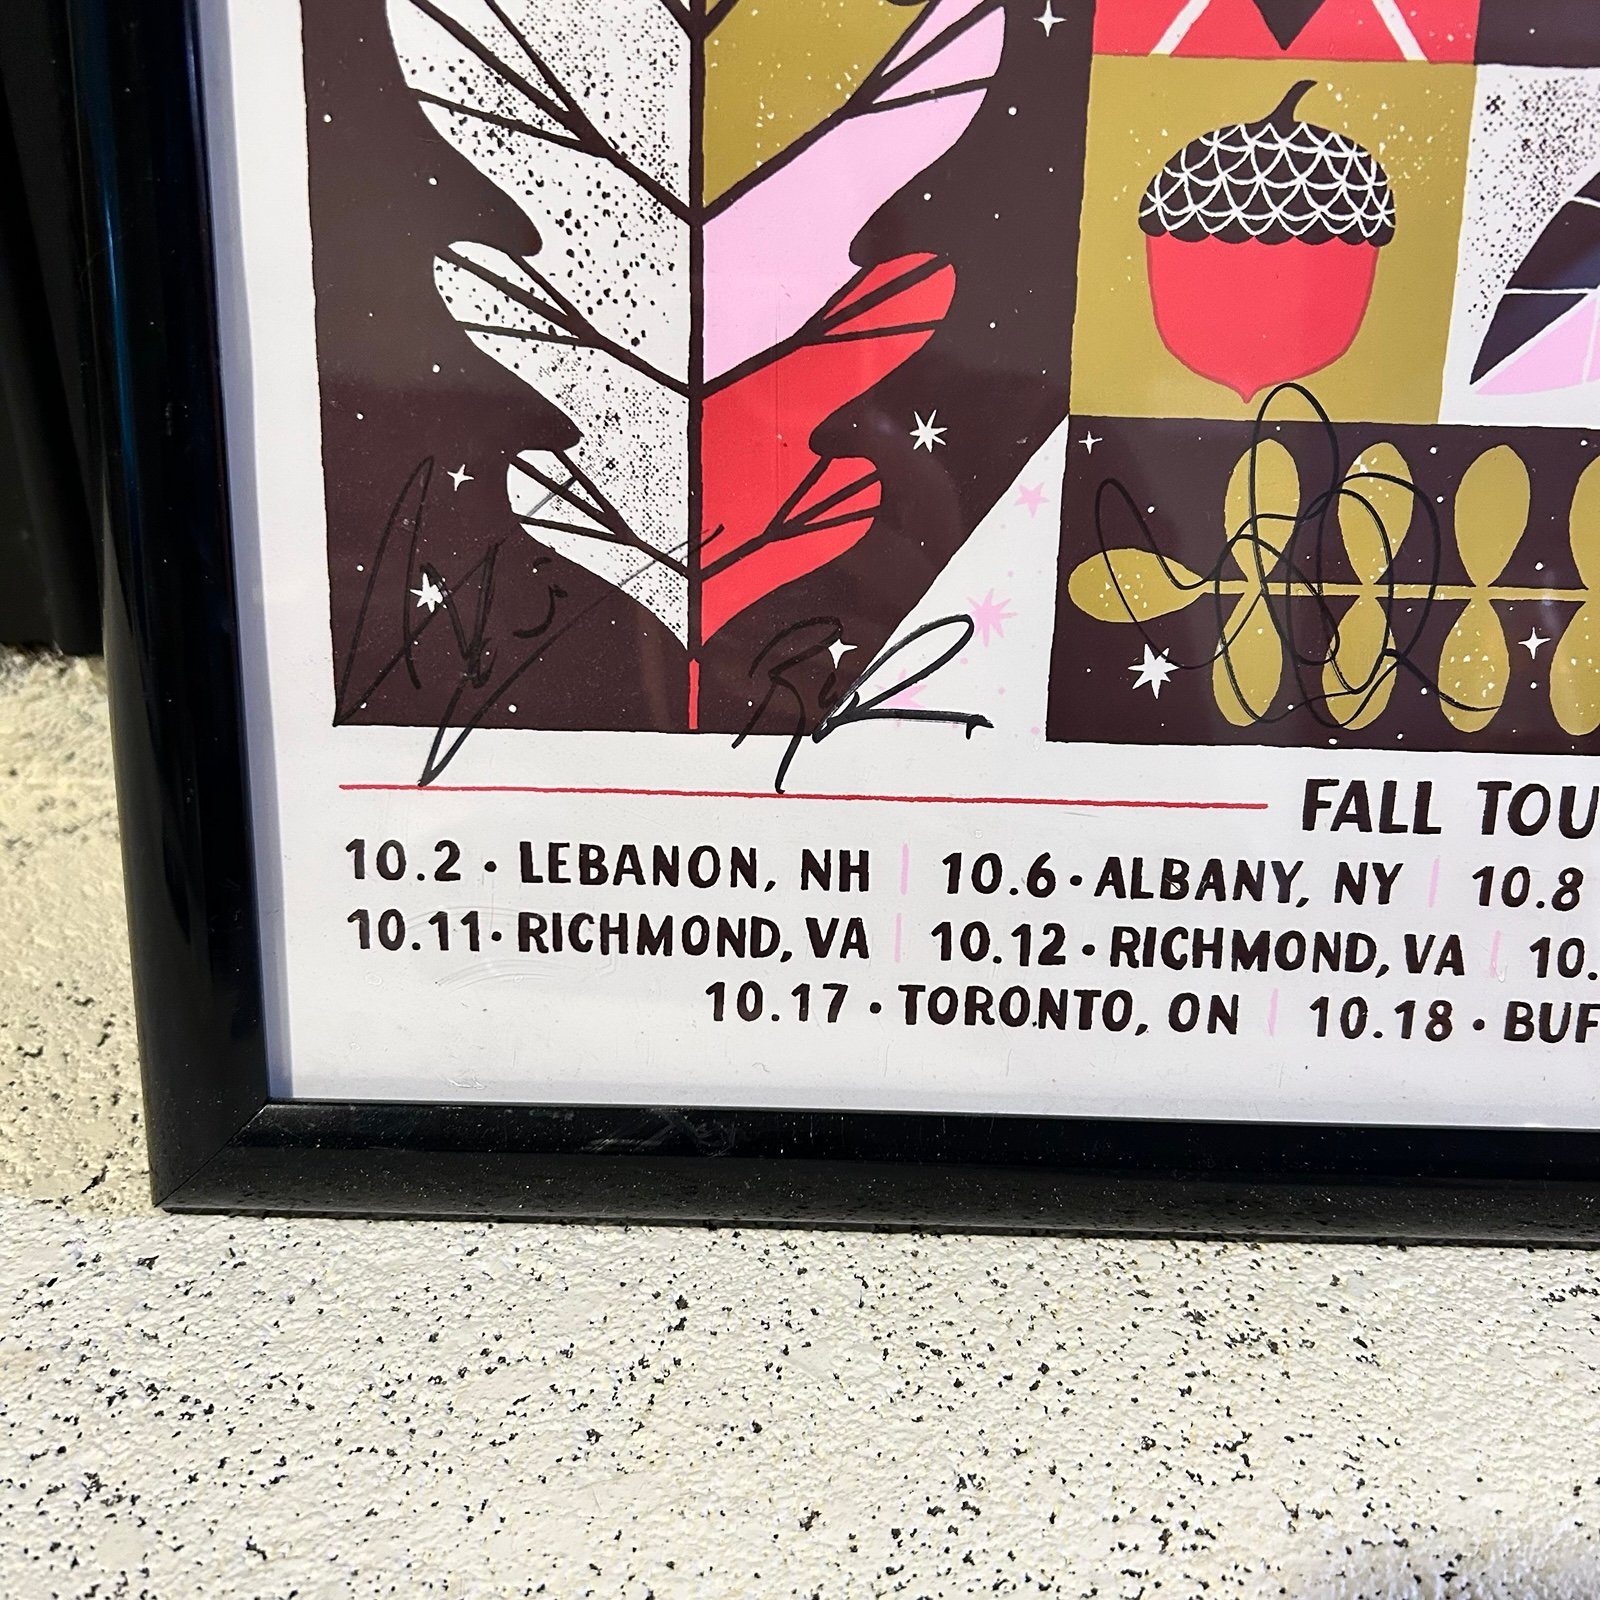 FALL TOU
10.2 · LEBANON, NH | 10.6 · ALBANY, NY | 10.8
10.11 · RICHMOND, VA | 10.12 · RICHMOND, VA | 10.
10.17 · TORONTO, ON | 10.18 · BUF